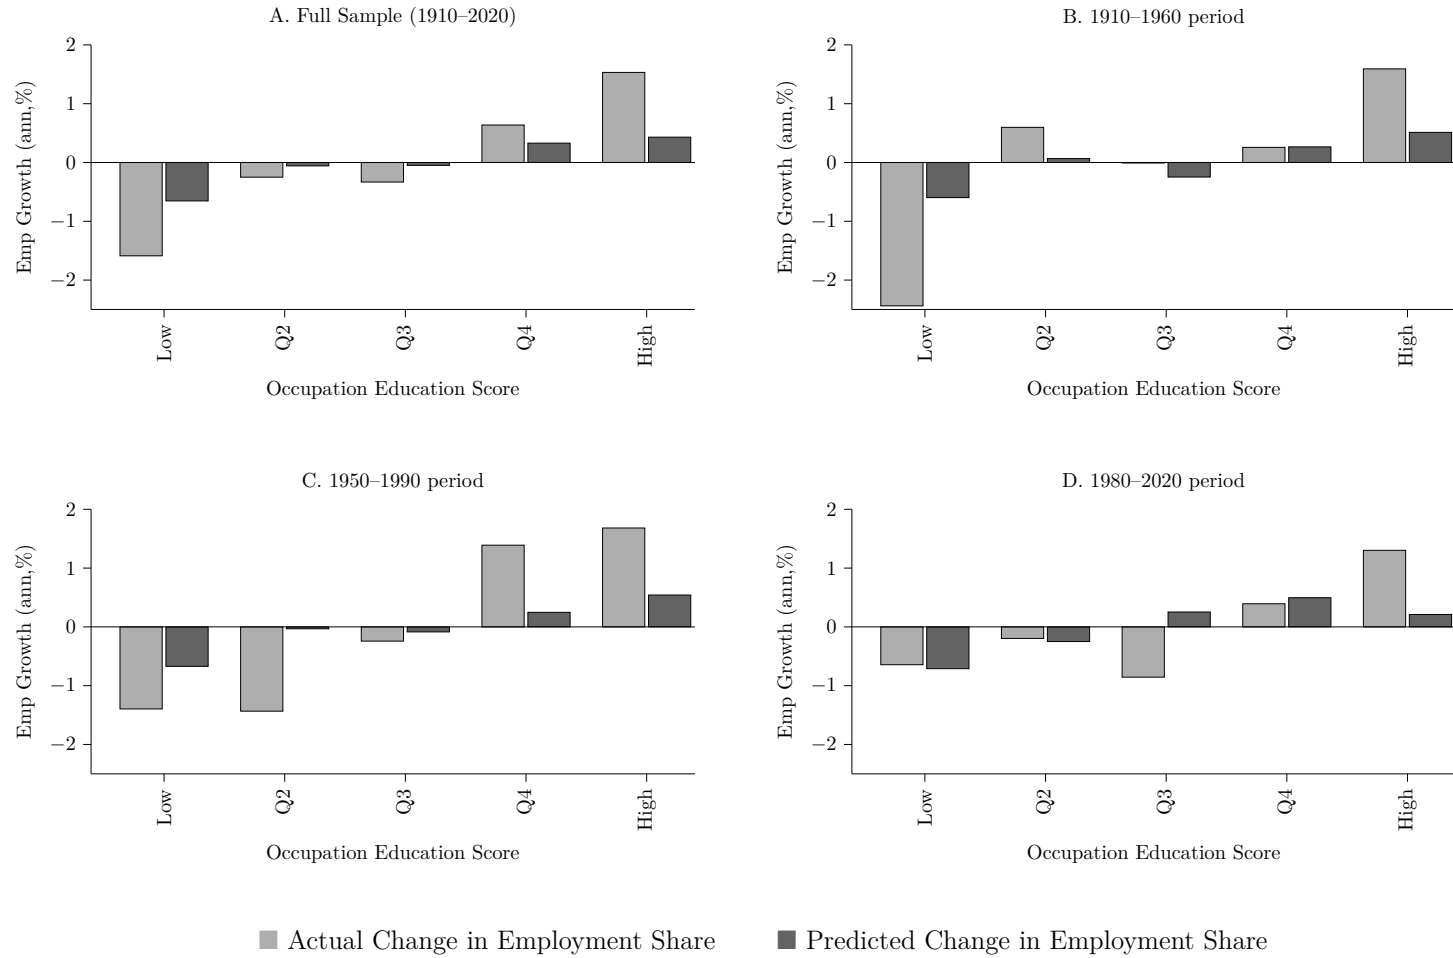 A. Full Sample (1910–2020)
Emp Growth (ann,%)
2
1
0
−1
−2
Low
Q2
Q3
Q4
High
Occupation Education Score
B. 1910–1960 period
Emp Growth (ann,%)
2
1
0
−1
−2
Low
Q2
Q3
Q4
High
Occupation Education Score
C. 1950–1990 period
Emp Growth (ann,%)
2
1
0
−1
−2
Low
Q2
Q3
Q4
High
Occupation Education Score
D. 1980–2020 period
Emp Growth (ann,%)
2
1
0
−1
−2
Low
Q2
Q3
Q4
High
Occupation Education Score
Actual Change in Employment Share
Predicted Change in Employment Share